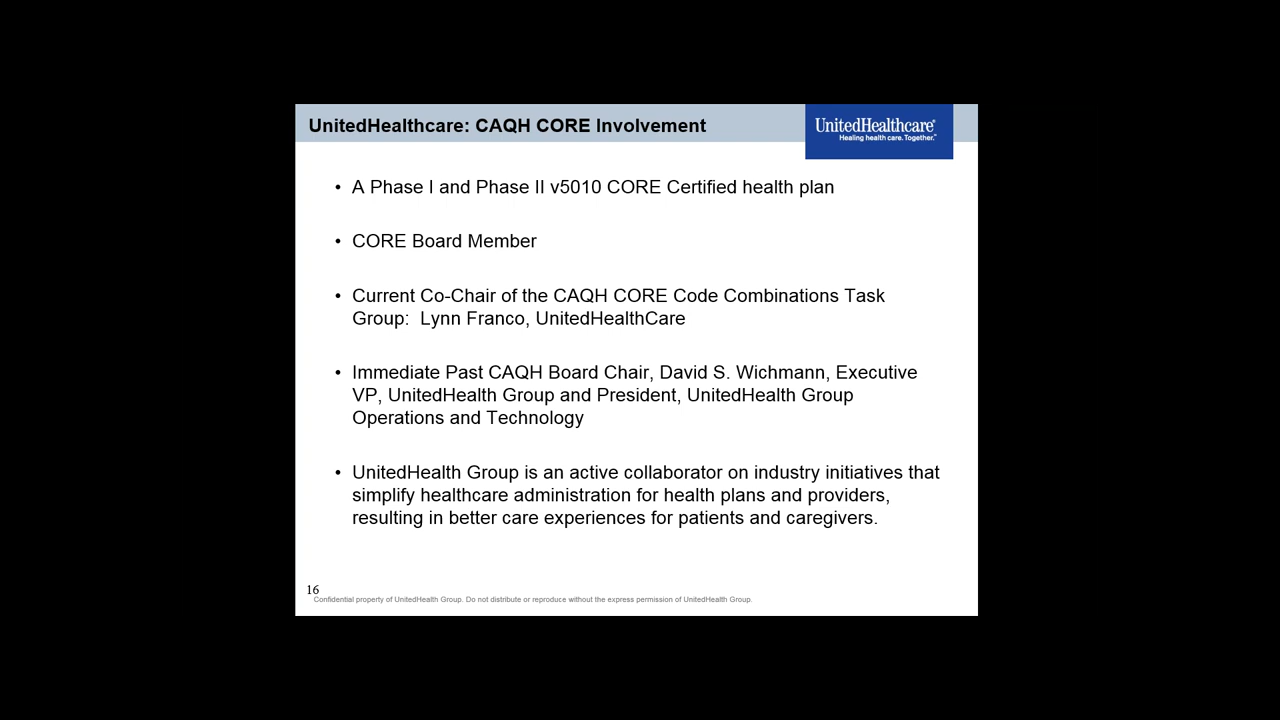 UnitedHealthcare: CAQH CORE Involvement
UnitedHealthcare®
Healing health care. Together.™
• A Phase I and Phase II v5010 CORE Certified health plan
• CORE Board Member
• Current Co-Chair of the CAQH CORE Code Combinations Task
Group:  Lynn Franco, UnitedHealthCare
• Immediate Past CAQH Board Chair, David S. Wichmann, Executive
VP, UnitedHealth Group and President, UnitedHealth Group
Operations and Technology
• UnitedHealth Group is an active collaborator on industry initiatives that
simplify healthcare administration for health plans and providers,
resulting in better care experiences for patients and caregivers.
16
Confidential property of UnitedHealth Group. Do not distribute or reproduce without the express permission of UnitedHealth Group.